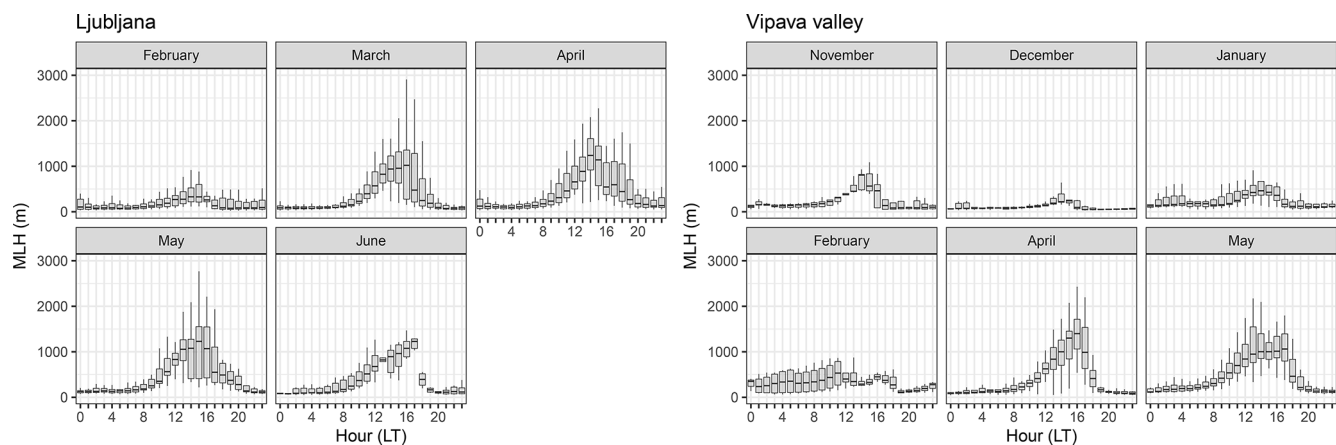 Ljubljana
February March April
MLH (m)
3000
2000
1000
0
0 4 8 12 16 20
May June
3000
2000
1000
0
0 4 8 12 16 20 0 4 8 12 16 20
Hour (LT)
Vipava valley
November December January
MLH (m)
3000
2000
1000
0
February April May
3000
2000
1000
0
0 4 8 12 16 20 0 4 8 12 16 20 0 4 8 12 16 20
Hour (LT)